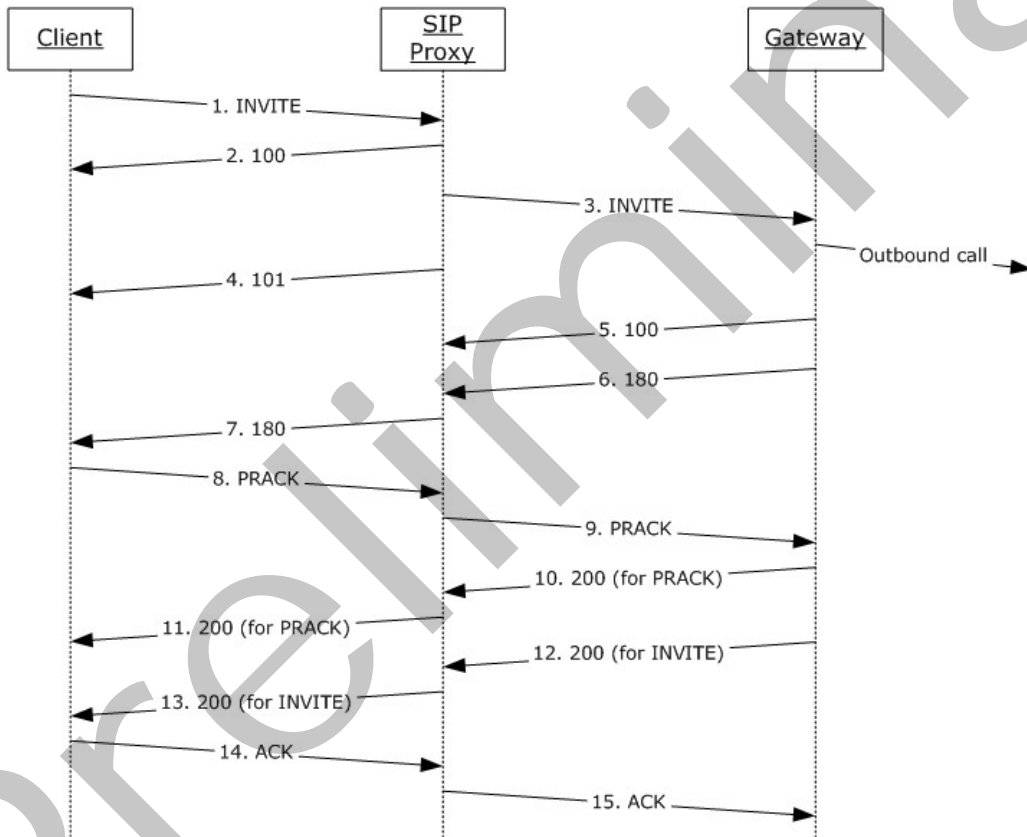 Client
SIP
Proxy
Gateway
1. INVITE
2. 100
3. INVITE
Outbound call
4. 101
5. 100
6. 180
7. 180
8. PRACK
9. PRACK
10. 200 (for PRACK)
11. 200 (for PRACK)
12. 200 (for INVITE)
13. 200 (for INVITE)
14. ACK
15. ACK
Prelimina